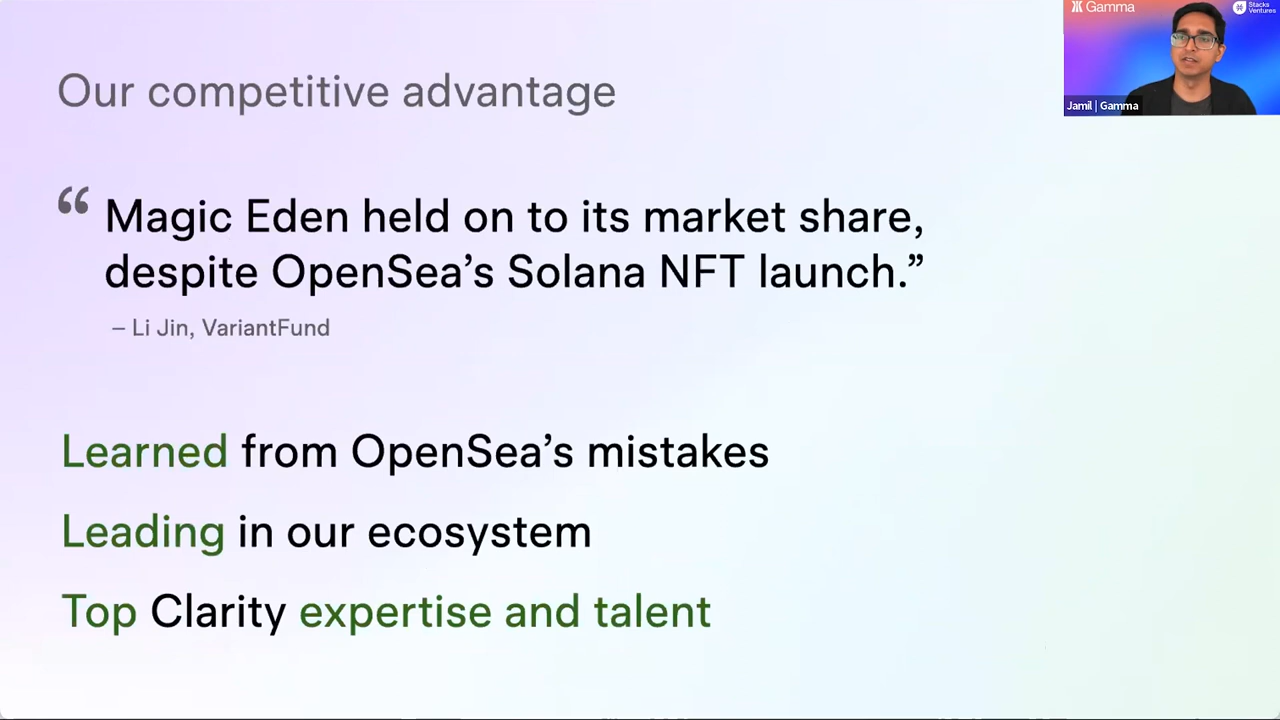 Our competitive advantage
“ Magic Eden held on to its market share,
despite OpenSea’s Solana NFT launch.”
– Li Jin, VariantFund
Learned from OpenSea’s mistakes
Leading in our ecosystem
Top Clarity expertise and talent
Gamma
Stacks
Ventures
Jamil | Gamma